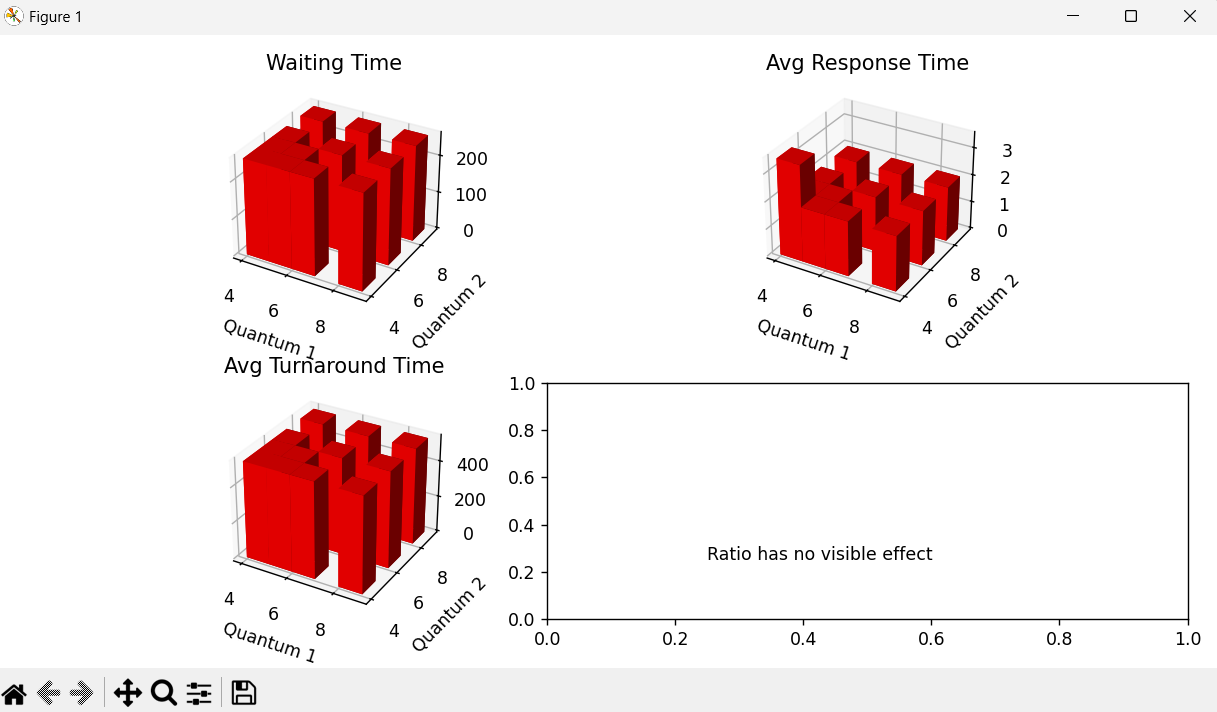 Figure 1
Waiting Time
200
100
0
4
6
8
Quantum 1
4
6
8
Quantum 2
Avg Response Time
3
2
1
0
4
6
8
Quantum 1
4
6
8
Quantum 2
Avg Turnaround Time
400
200
0
4
6
8
Quantum 1
4
6
8
Quantum 2
1.0
0.8
0.6
0.4
0.2
0.0
Ratio has no visible effect
0.0 0.2 0.4 0.6 0.8 1.0